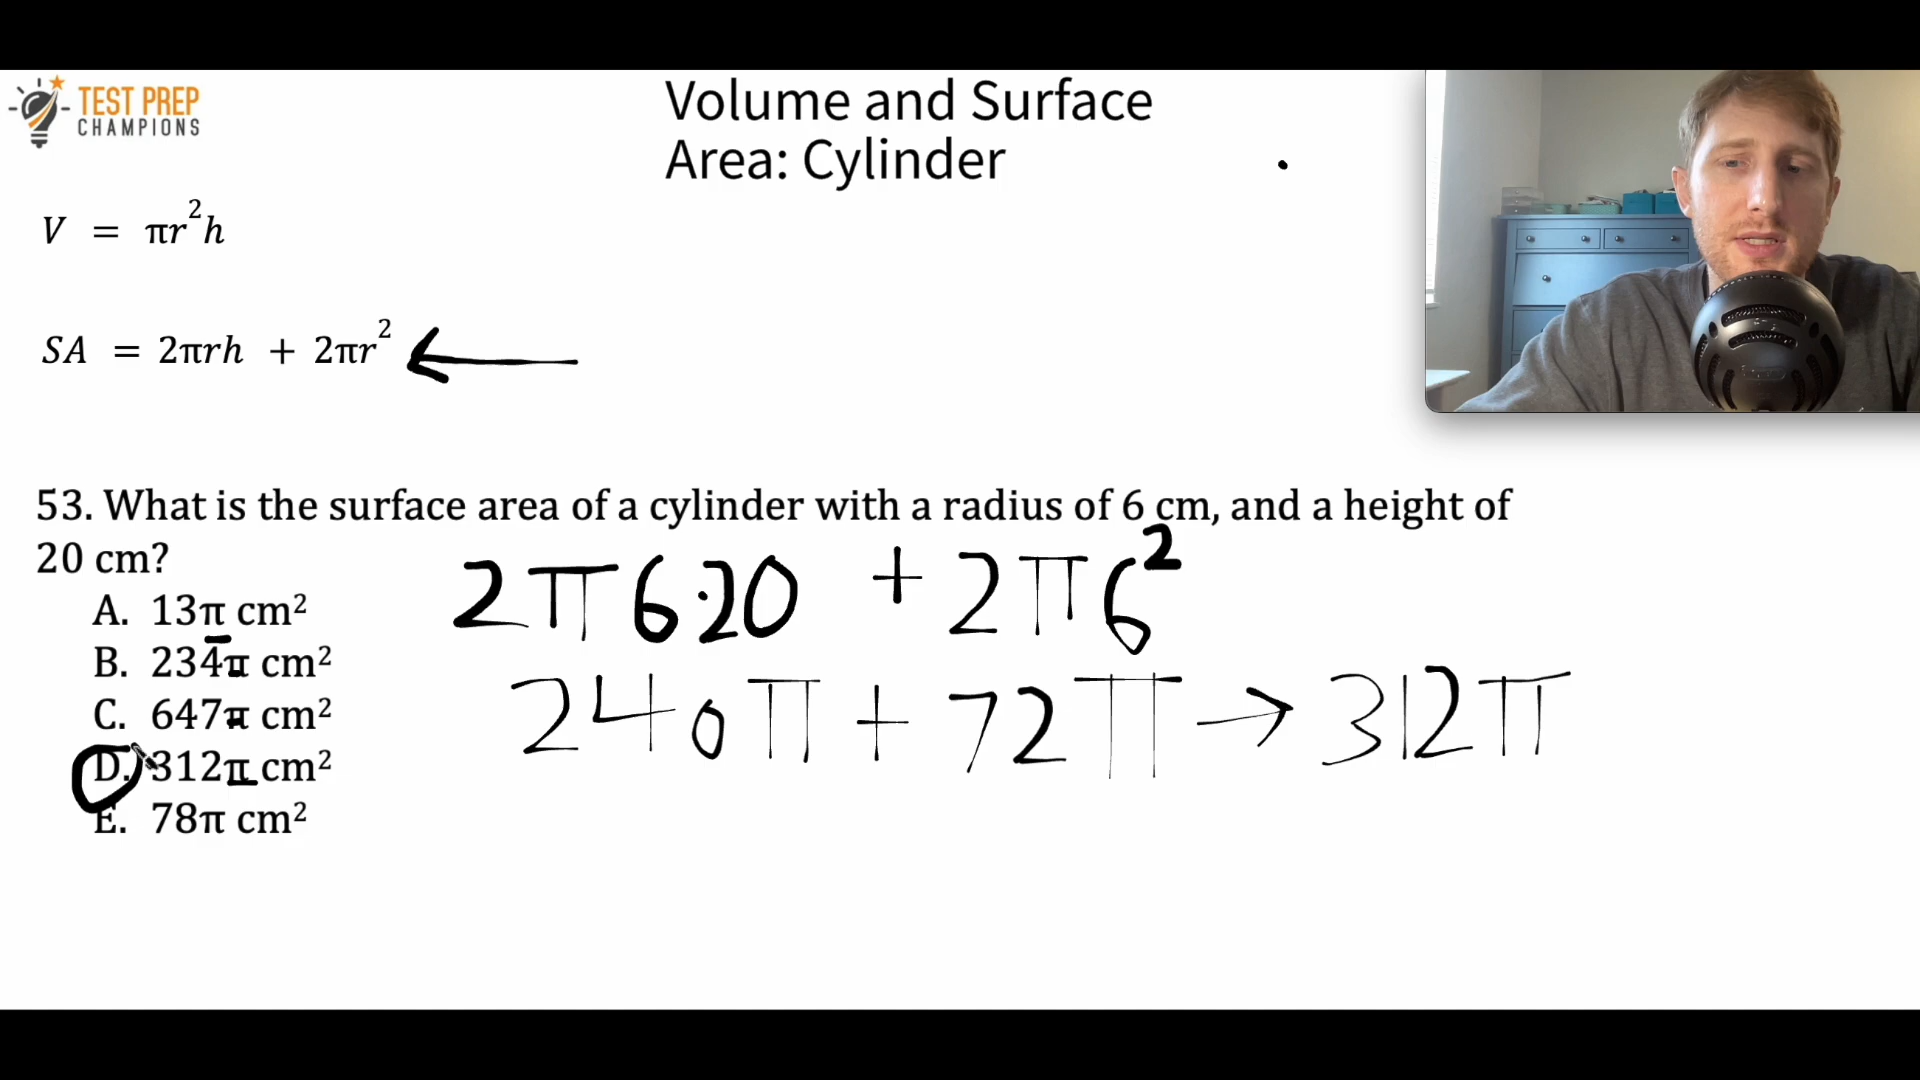 TEST PREP
CHAMPIONS
Volume and Surface
Area: Cylinder
V = πr²h
SA = 2πrh + 2πr²
53. What is the surface area of a cylinder with a radius of 6 cm, and a height of
20 cm?
2π6·20 + 2π6²
A. 13π cm²
B. 234π cm²
C. 647π cm²
D. 312π cm²
E. 78π cm²
240π + 72π → 312π